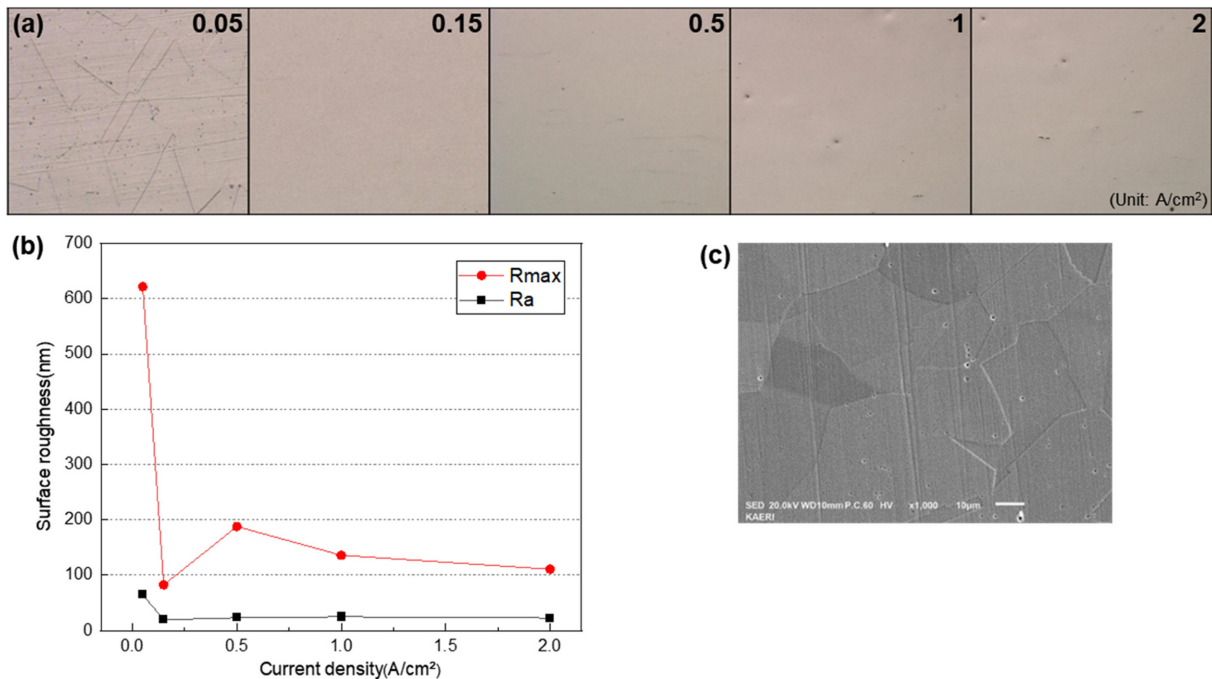 (a)
0.05
0.15
0.5
1
2
(Unit: A/cm²)
(b)
700
600
500
400
300
200
100
0
Surface roughness(nm)
Rmax
Ra
0.0
0.5
1.0
1.5
2.0
Current density(A/cm²)
(c)
SED 20.0kV WD10mm P.C.60 HV x1,000 10μm
KAERI